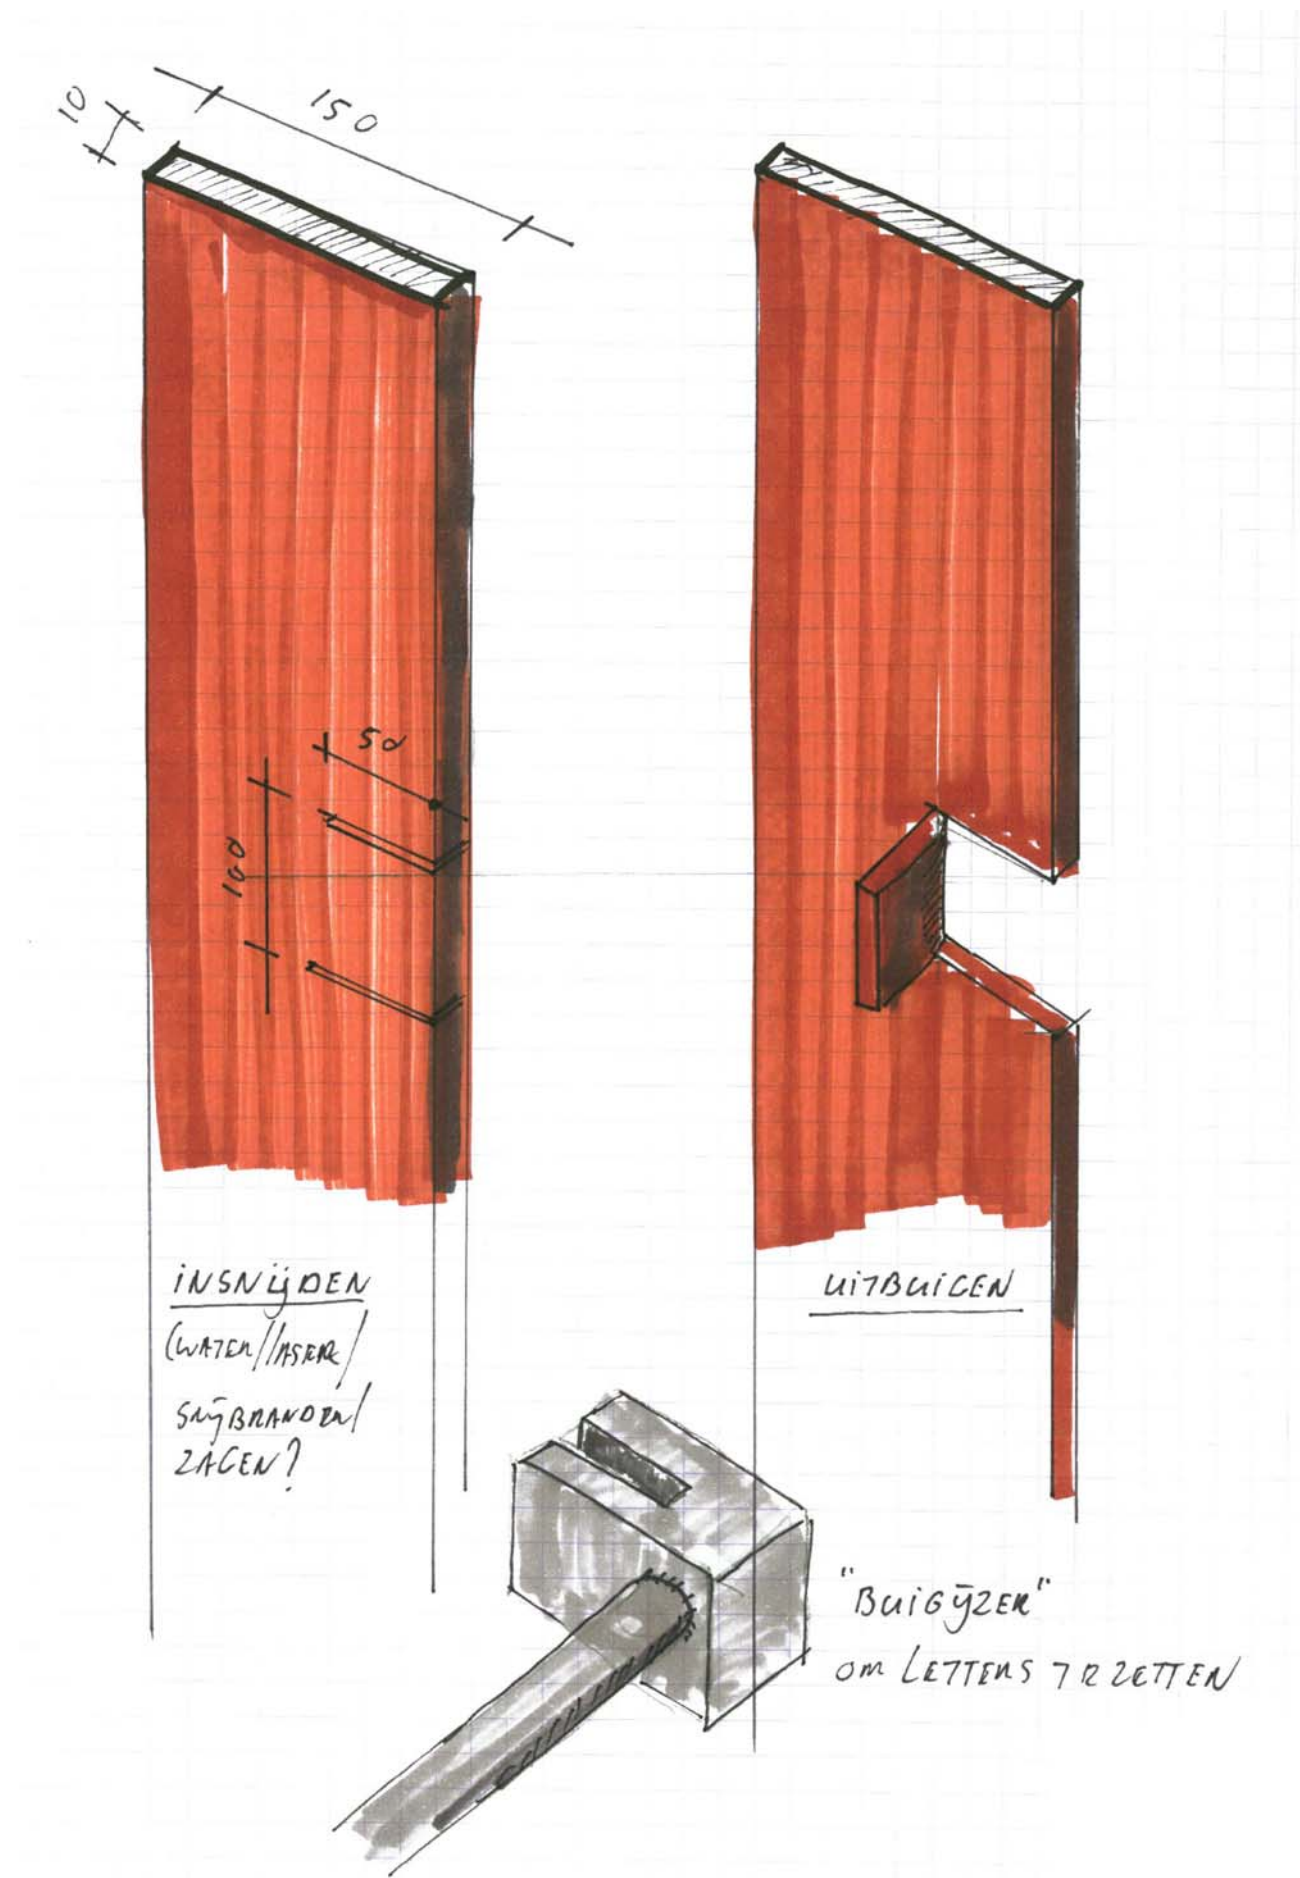 10
150
50
100
INSNIJDEN
(WATER/LASER/
SNIJBRANDEN/
ZAGEN?
UITBUIGEN
"BUIGIJZER"
OM LETTERS TE ZETTEN